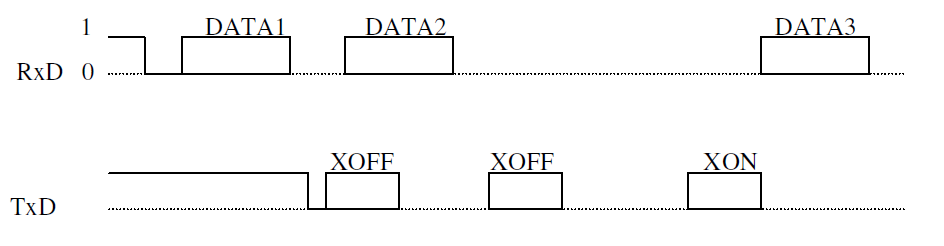 1 DATA1 DATA2 DATA3
RxD 0
XOFF XOFF XON
TxD